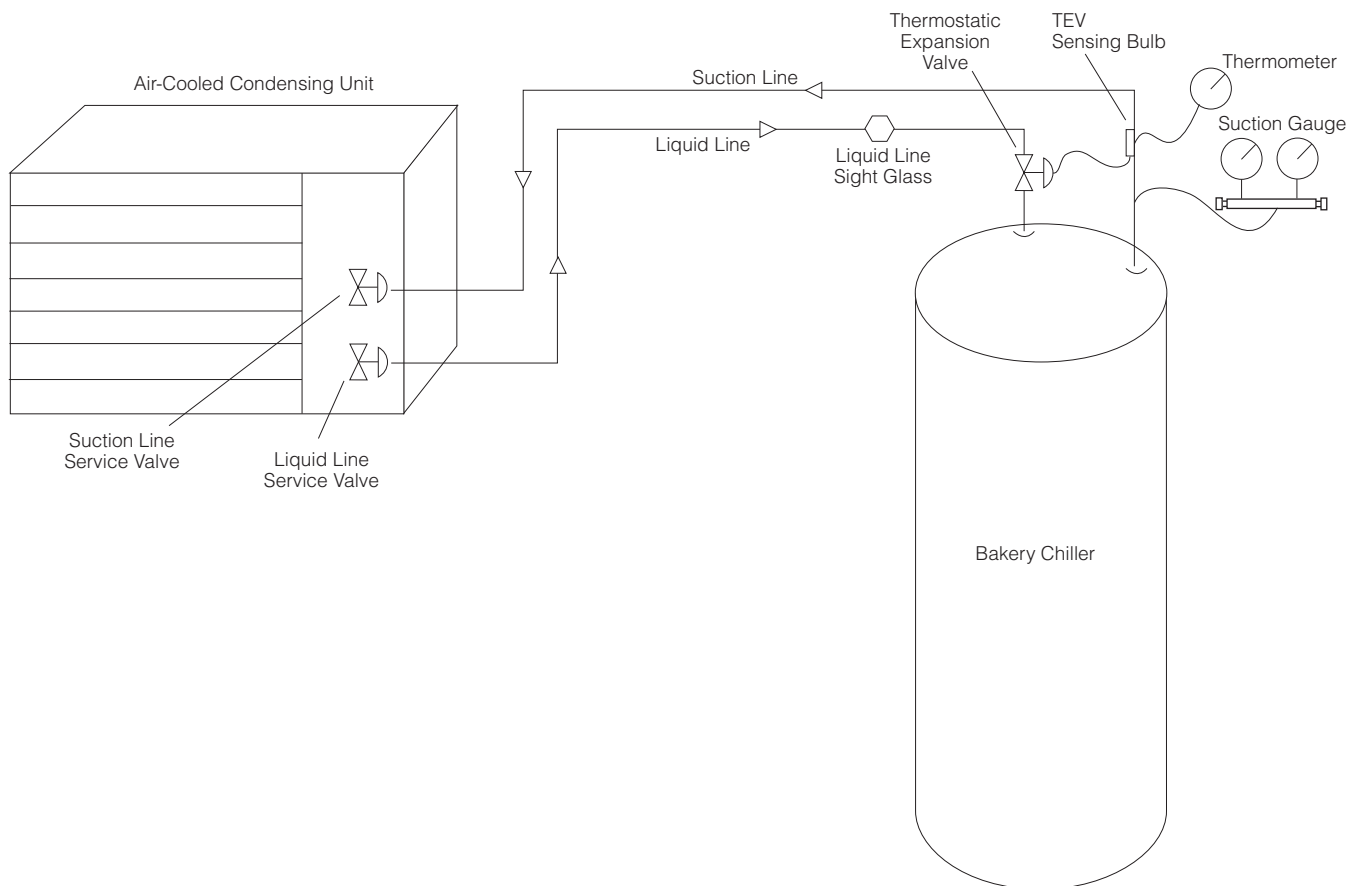 Thermostatic
Expansion
Valve
TEV
Sensing Bulb
Thermometer
Air-Cooled Condensing Unit
Suction Line
Suction Gauge
Liquid Line
Liquid Line
Sight Glass
Suction Line
Service Valve
Liquid Line
Service Valve
Bakery Chiller